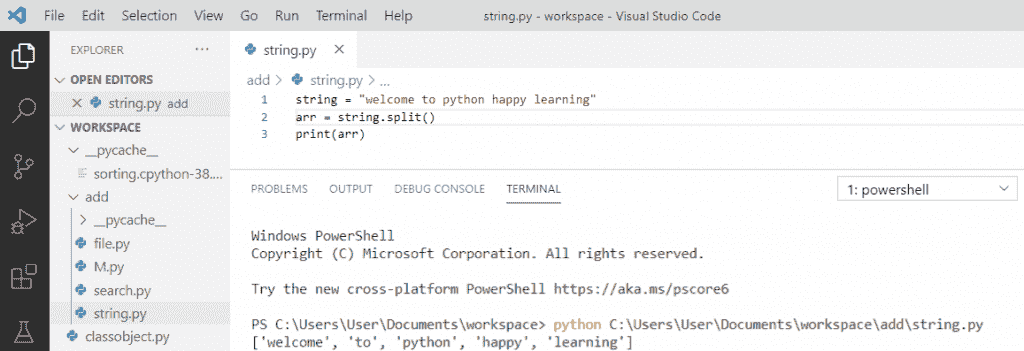 File Edit Selection View Go Run Terminal Help string.py - workspace - Visual Studio Code
EXPLORER ...
OPEN EDITORS
string.py add
WORKSPACE
__pycache__
sorting.cpython-38....
add
__pycache__
file.py
M.py
search.py
string.py
classobject.py
string.py
add > string.py > ...
1 string = "welcome to python happy learning"
2 arr = string.split()
3 print(arr)
PROBLEMS OUTPUT DEBUG CONSOLE TERMINAL 1: powershell
Windows PowerShell
Copyright (C) Microsoft Corporation. All rights reserved.
Try the new cross-platform PowerShell https://aka.ms/pscore6
PS C:\Users\User\Documents\workspace> python C:\Users\User\Documents\workspace\add\string.py
['welcome', 'to', 'python', 'happy', 'learning']